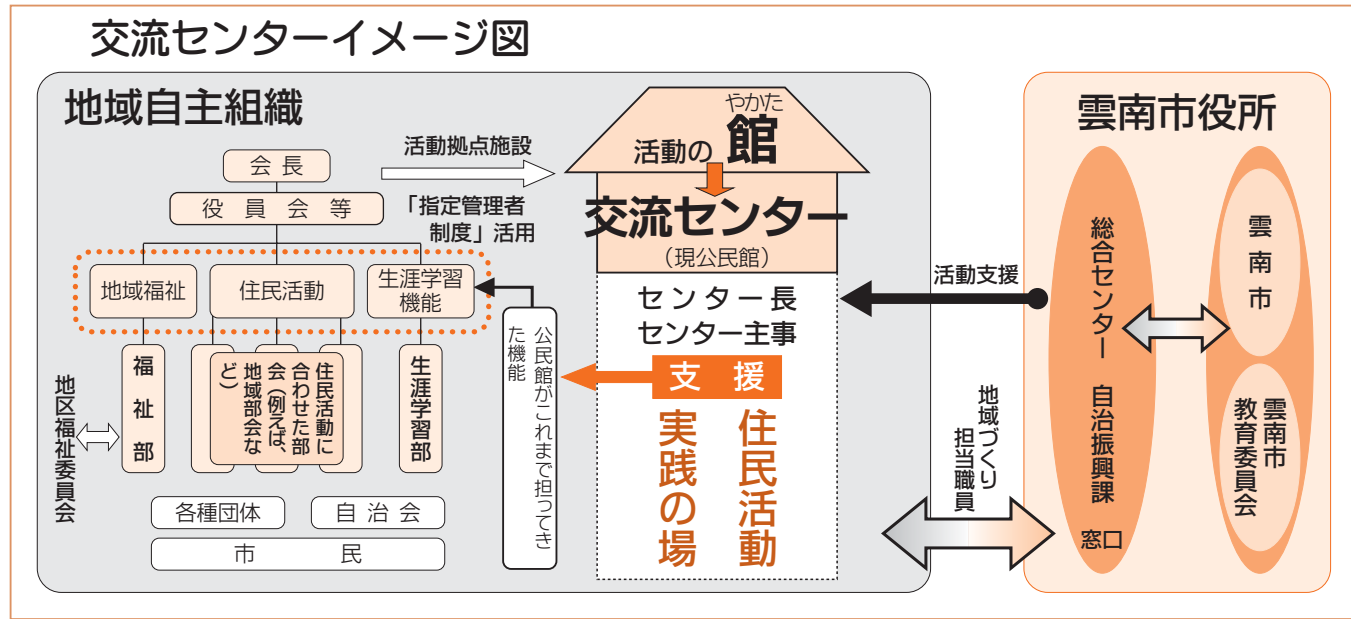 交流センターイメージ図
地域自主組織
会長
役員会等
地域福祉
住民活動
生涯学習
機能
福祉部
住民活動に
合わせた部
会(例えば、
地域部会な
ど)
生涯学習部
地区福祉委員会
各種団体
自治会
市民
活動拠点施設
「指定管理者
制度」活用
公民館がこれまで担ってき
た機能
やかた
活動の館
交流センター
(現公民館)
センター長
センター主事
支援
住民活動
実践の場
活動支援
地域づくり
担当職員
雲南市役所
総合センター 自治振興課
窓口
雲南市
雲南市
教育委員会